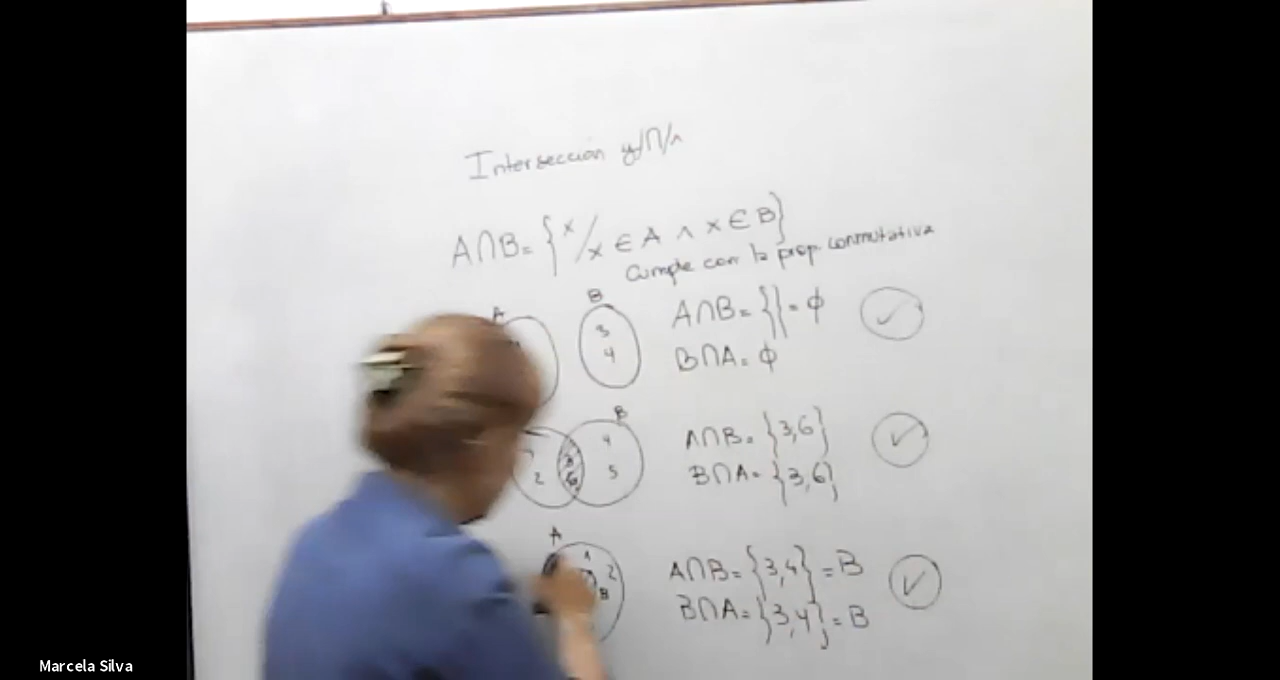 Intersección y/∩/∧
A∩B= {x/x ∈ A ∧ x ∈ B}
Cumple con la prop. conmutativa
A
B
3
4
A∩B= { } = ϕ
B∩A= ϕ
B
2
3
6
4
5
A∩B= {3,6}
B∩A= {3,6}
A
1
2
B
A∩B= {3,4} = B
B∩A= {3,4} = B
Marcela Silva